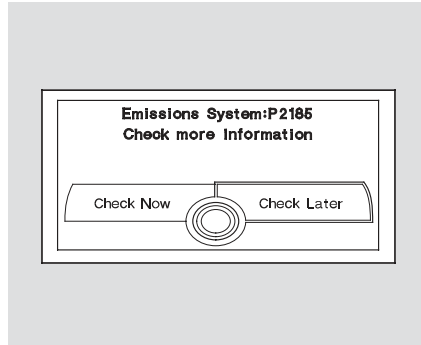 Emissions System:P2185
Check more Information
Check Now
Check Later